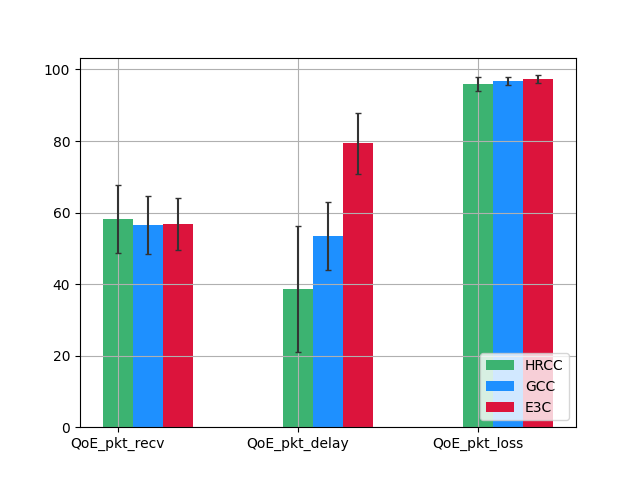 100
80
60
40
20
0
QoE_pkt_recv
QoE_pkt_delay
QoE_pkt_loss
HRCC
GCC
E3C